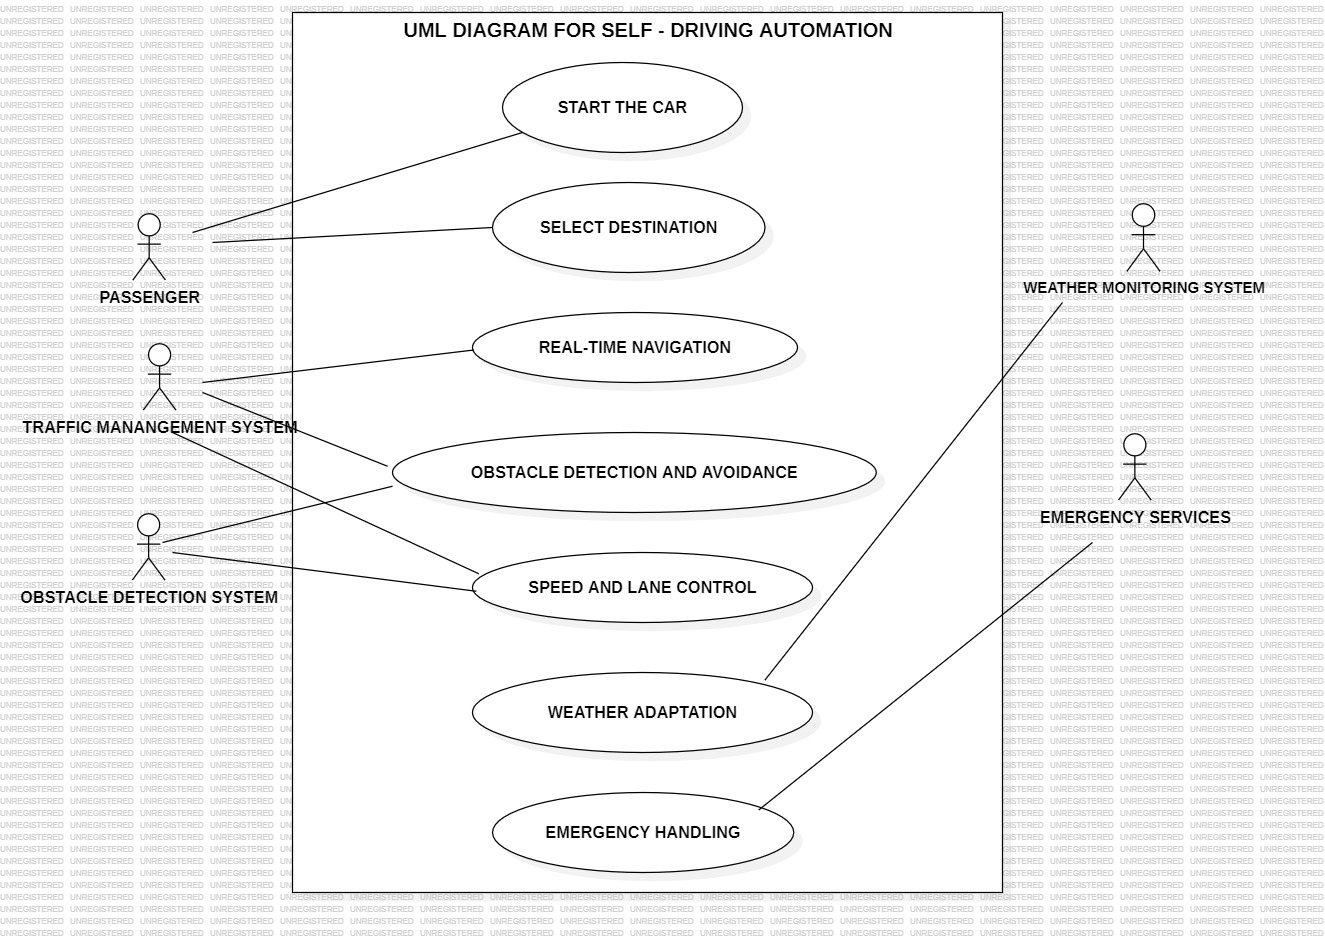 UML DIAGRAM FOR SELF - DRIVING AUTOMATION
START THE CAR
SELECT DESTINATION
PASSENGER
WEATHER MONITORING SYSTEM
REAL-TIME NAVIGATION
TRAFFIC MANANGEMENT SYSTEM
OBSTACLE DETECTION AND AVOIDANCE
EMERGENCY SERVICES
SPEED AND LANE CONTROL
OBSTACLE DETECTION SYSTEM
WEATHER ADAPTATION
EMERGENCY HANDLING
UNREGISTERED